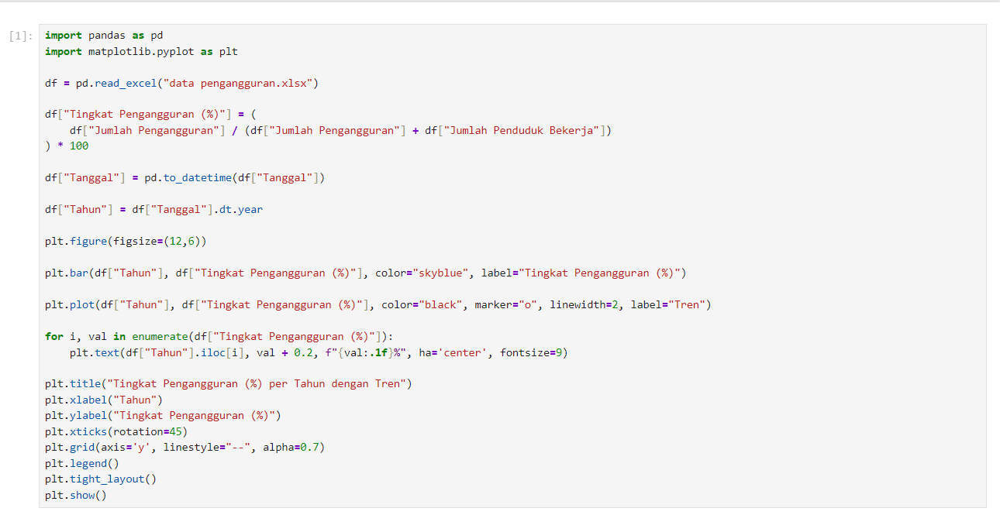 [1]:
import pandas as pd
import matplotlib.pyplot as plt
df = pd.read_excel("data pengangguran.xlsx")
df["Tingkat Pengangguran (%)"] = (
    df["Jumlah Pengangguran"] / (df["Jumlah Pengangguran"] + df["Jumlah Penduduk Bekerja"])
) * 100
df["Tanggal"] = pd.to_datetime(df["Tanggal"])
df["Tahun"] = df["Tanggal"].dt.year
plt.figure(figsize=(12,6))
plt.bar(df["Tahun"], df["Tingkat Pengangguran (%)"], color="skyblue", label="Tingkat Pengangguran (%)")
plt.plot(df["Tahun"], df["Tingkat Pengangguran (%)"], color="black", marker="o", linewidth=2, label="Tren")
for i, val in enumerate(df["Tingkat Pengangguran (%)"]):
    plt.text(df["Tahun"].iloc[i], val + 0.2, f"{val:.1f}%", ha='center', fontsize=9)
plt.title("Tingkat Pengangguran (%) per Tahun dengan Tren")
plt.xlabel("Tahun")
plt.ylabel("Tingkat Pengangguran (%)")
plt.xticks(rotation=45)
plt.grid(axis='y', linestyle="--", alpha=0.7)
plt.legend()
plt.tight_layout()
plt.show()